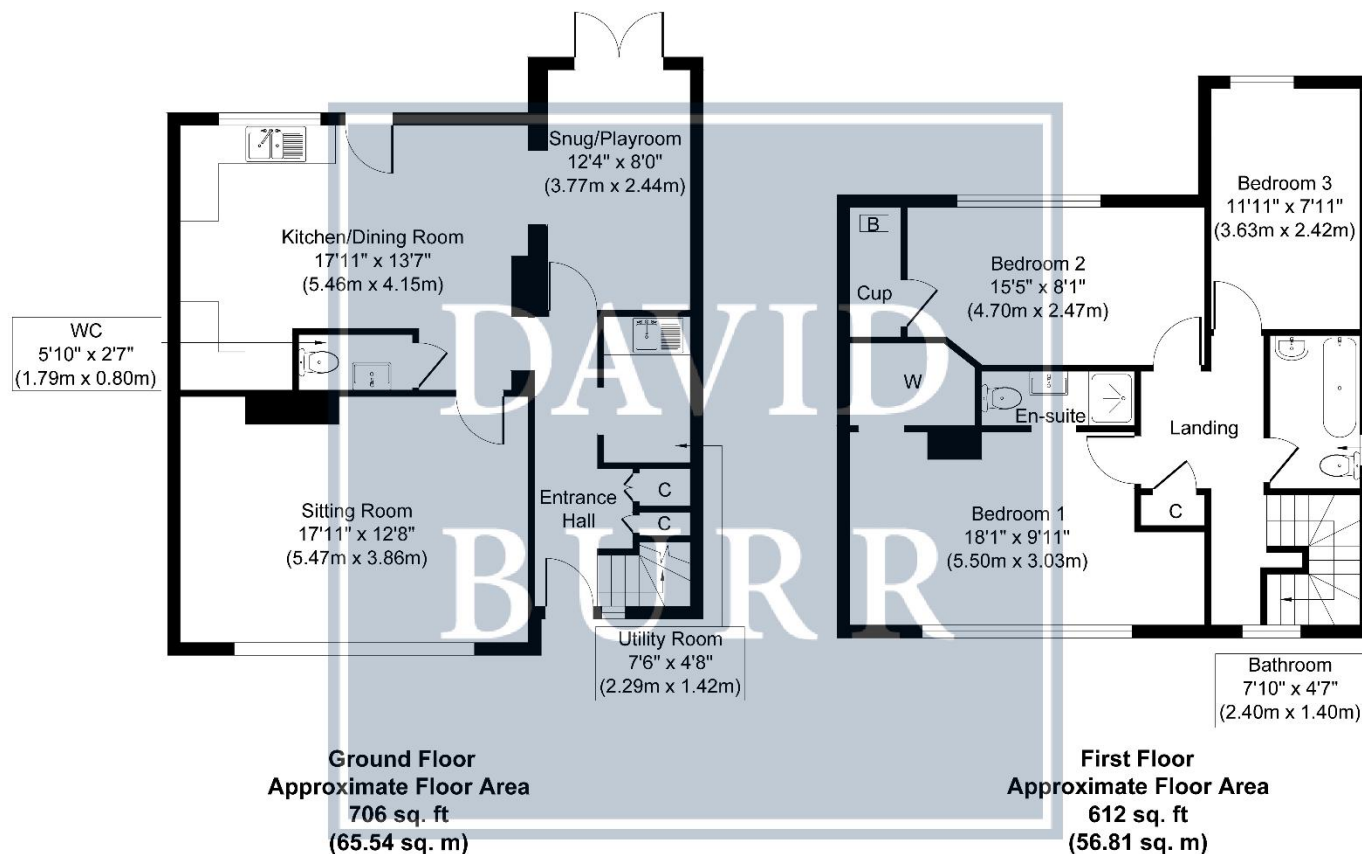 Snug/Playroom
12'4" x 8'0"
(3.77m x 2.44m)
Kitchen/Dining Room
17'11" x 13'7"
(5.46m x 4.15m)
WC
5'10" x 2'7"
(1.79m x 0.80m)
Sitting Room
17'11" x 12'8"
(5.47m x 3.86m)
Entrance
Hall
C
C
Utility Room
7'6" x 4'8"
(2.29m x 1.42m)
Ground Floor
Approximate Floor Area
706 sq. ft
(65.54 sq. m)
DAVID
BURR
Bedroom 3
11'11" x 7'11"
(3.63m x 2.42m)
B
Cup
Bedroom 2
15'5" x 8'1"
(4.70m x 2.47m)
W
En-suite
Landing
C
Bedroom 1
18'1" x 9'11"
(5.50m x 3.03m)
Bathroom
7'10" x 4'7"
(2.40m x 1.40m)
First Floor
Approximate Floor Area
612 sq. ft
(56.81 sq. m)